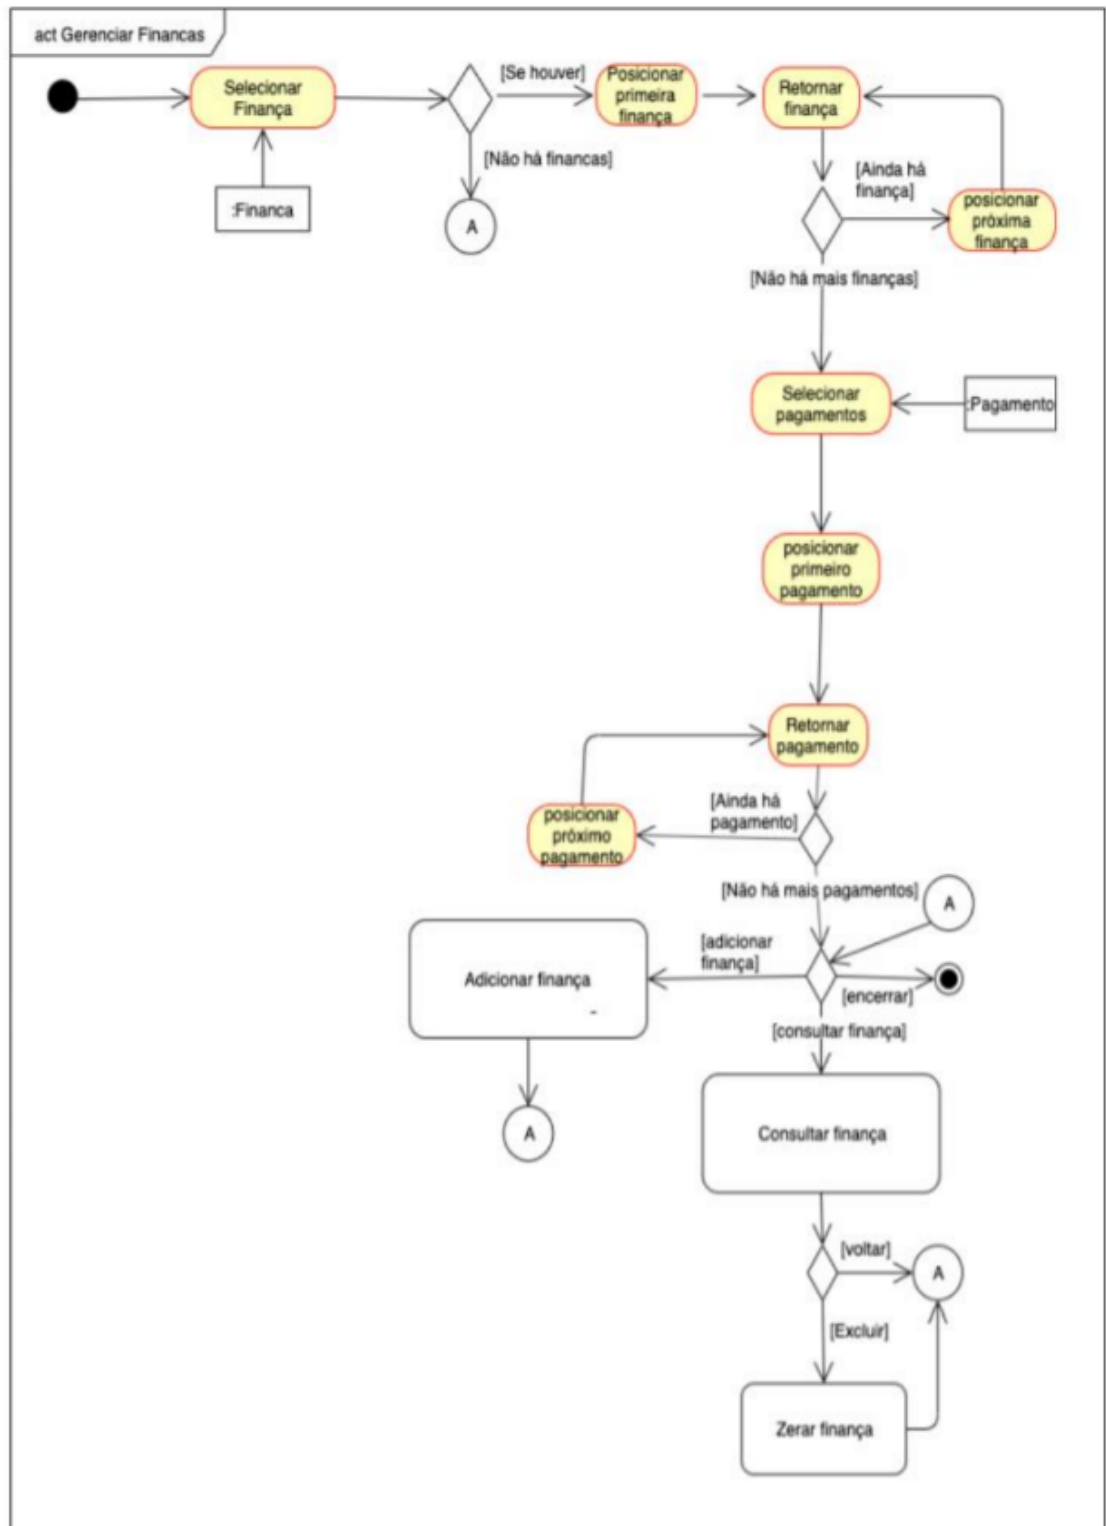 act Gerenciar Financas
Selecionar
Finança
[Se houver]
Posicionar
primeira
finança
Retornar
finança
[Não há financas]
[Ainda há
finança]
:Financa
A
posicionar
próxima
finança
[Não há mais finanças]
Selecionar
pagamentos
:Pagamento
posicionar
primeiro
pagamento
Retornar
pagamento
[Ainda há
pagamento]
posicionar
próximo
pagamento
[Não há mais pagamentos]
A
[adicionar
finança]
Adicionar finança
-
[encerrar]
[consultar finança]
A
Consultar finança
[voltar]
A
[Excluir]
Zerar finança